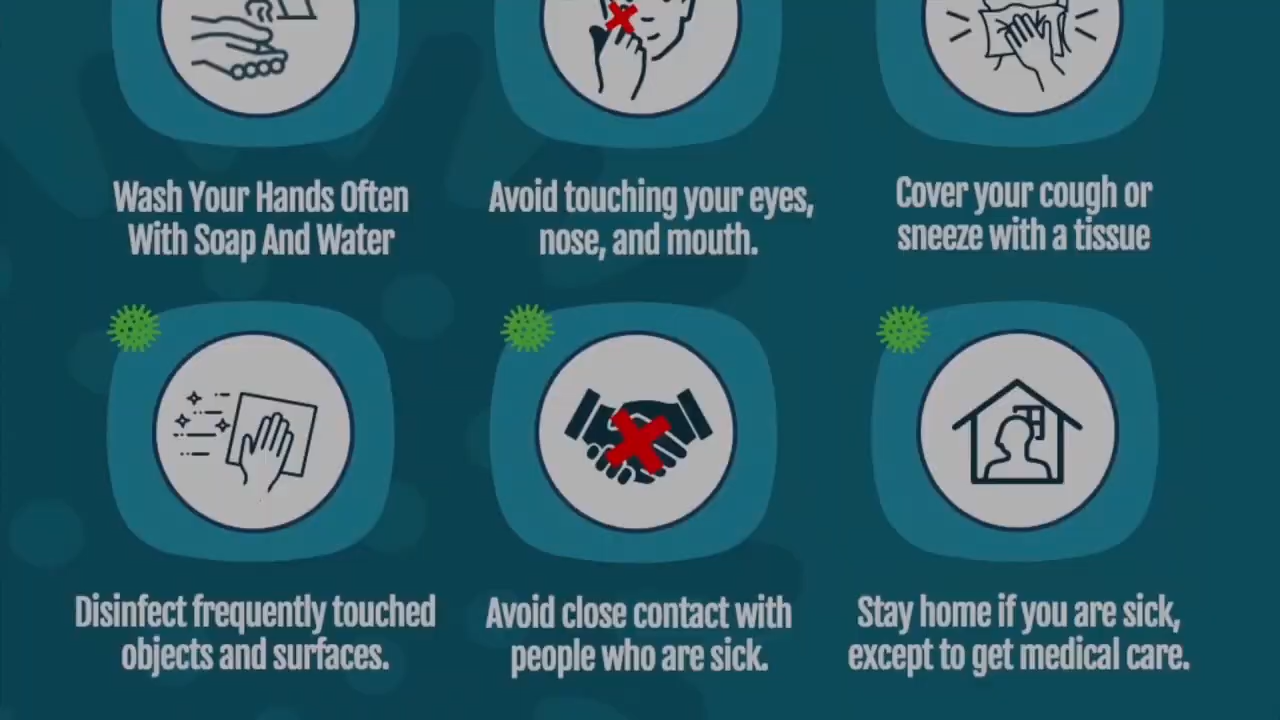 Wash Your Hands Often
With Soap And Water
Avoid touching your eyes,
nose, and mouth.
Cover your cough or
sneeze with a tissue
Disinfect frequently touched
objects and surfaces.
Avoid close contact with
people who are sick.
Stay home if you are sick,
except to get medical care.